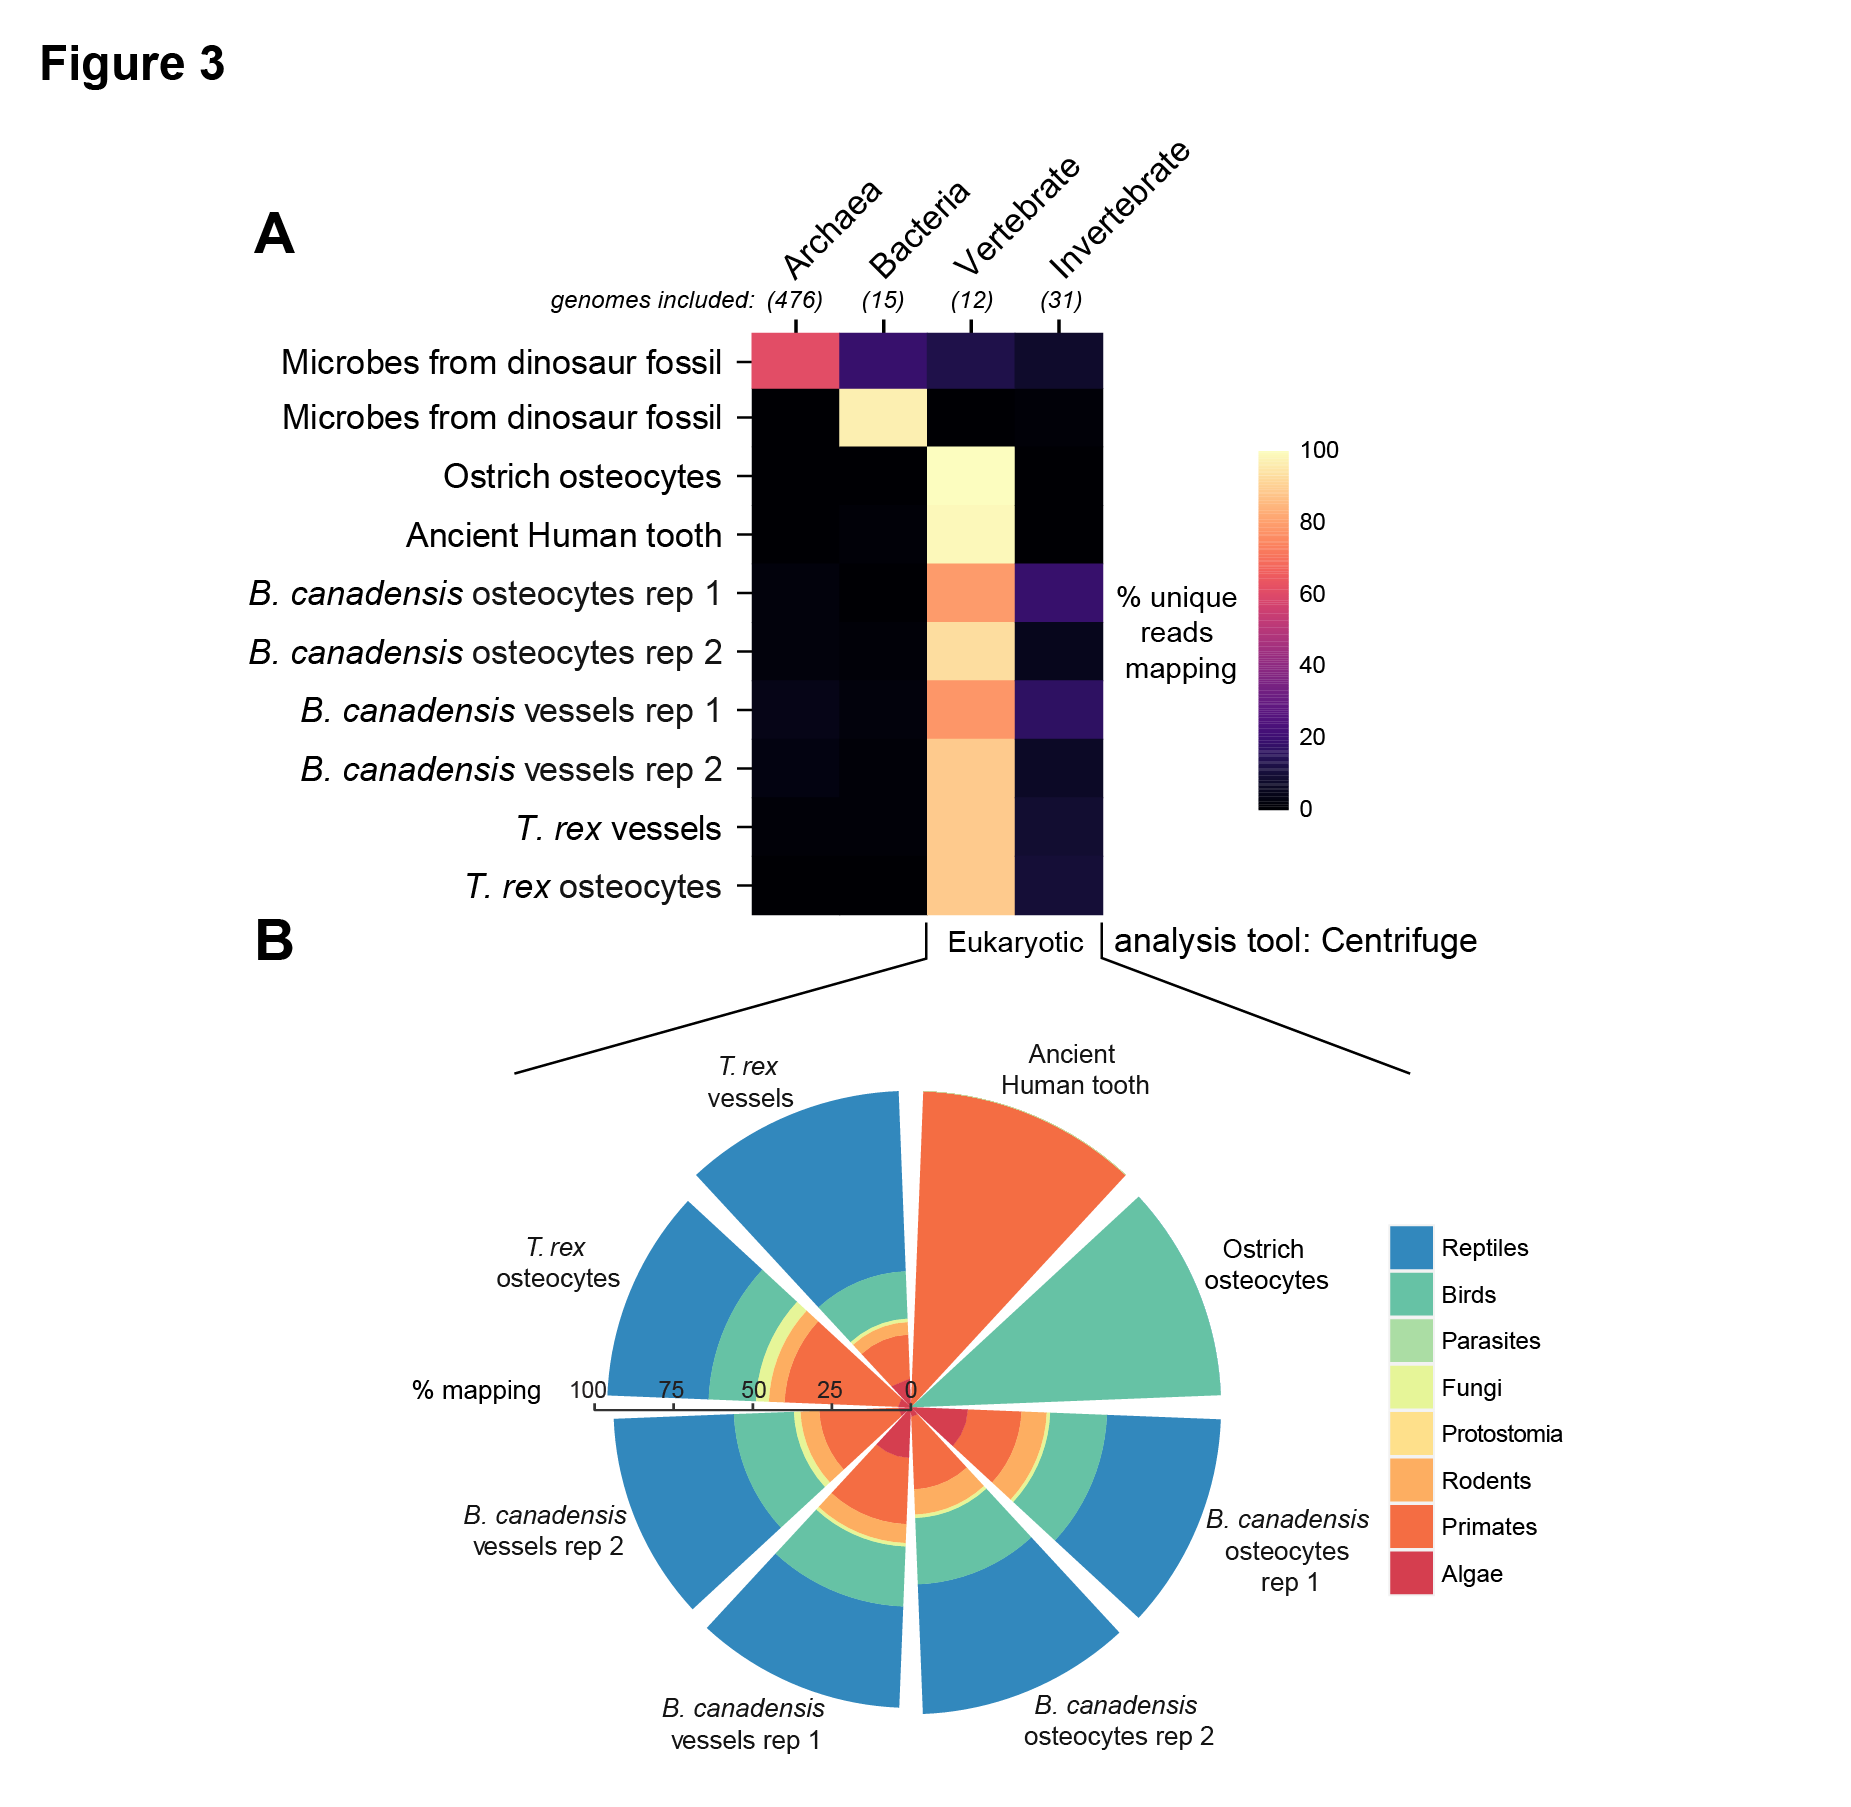 Figure 3
A
Archaea
Bacteria
Vertebrate
Invertebrate
genomes included: (476) (15) (12) (31)
Microbes from dinosaur fossil
Microbes from dinosaur fossil
Ostrich osteocytes
Ancient Human tooth
B. canadensis osteocytes rep 1
B. canadensis osteocytes rep 2
B. canadensis vessels rep 1
B. canadensis vessels rep 2
T. rex vessels
T. rex osteocytes
% unique
reads
mapping
100
80
60
40
20
0
B
Eukaryotic
analysis tool: Centrifuge
T. rex
vessels
Ancient
Human tooth
T. rex
osteocytes
Ostrich
osteocytes
% mapping 100 75 50 25 0
B. canadensis
vessels rep 2
B. canadensis
osteocytes
rep 1
B. canadensis
vessels rep 1
B. canadensis
osteocytes rep 2
Reptiles
Birds
Parasites
Fungi
Protostomia
Rodents
Primates
Algae